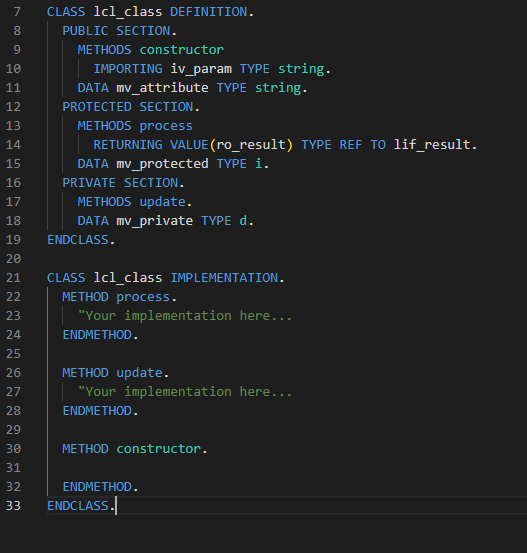 7 CLASS lcl_class DEFINITION.
8 PUBLIC SECTION.
9 METHODS constructor
10 IMPORTING iv_param TYPE string.
11 DATA mv_attribute TYPE string.
12 PROTECTED SECTION.
13 METHODS process
14 RETURNING VALUE(ro_result) TYPE REF TO lif_result.
15 DATA mv_protected TYPE i.
16 PRIVATE SECTION.
17 METHODS update.
18 DATA mv_private TYPE d.
19 ENDCLASS.
20
21 CLASS lcl_class IMPLEMENTATION.
22 METHOD process.
23 "Your implementation here...
24 ENDMETHOD.
25
26 METHOD update.
27 "Your implementation here...
28 ENDMETHOD.
29
30 METHOD constructor.
31
32 ENDMETHOD.
33 ENDCLASS.